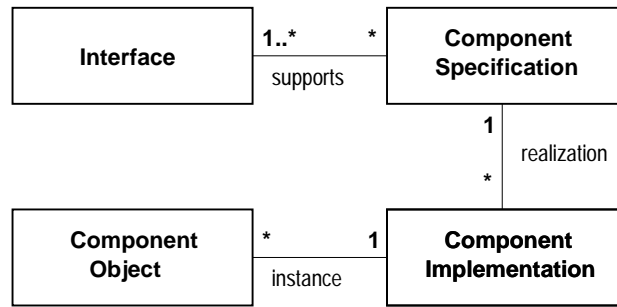 Interface
1..*
*
supports
Component
Specification
1
realization
*
Component
Object
*
1
instance
Component
Implementation